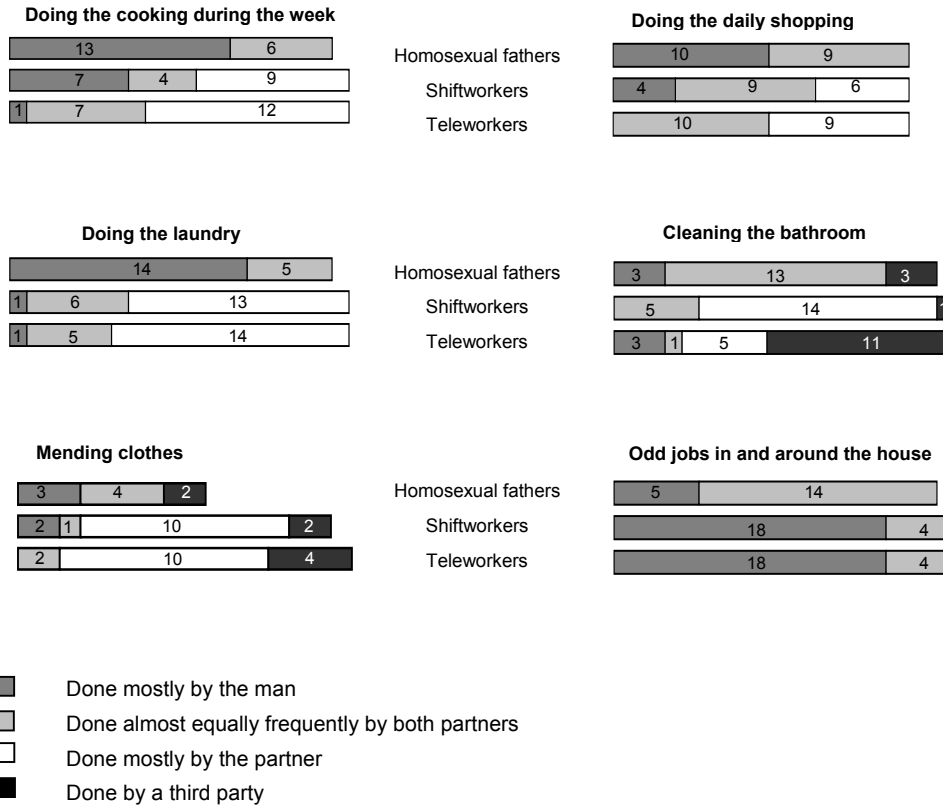 Doing the cooking during the week
Doing the daily shopping
13 6
Homosexual fathers
10 9
7 4 9
Shiftworkers
4 9 6
1 7 12
Teleworkers
10 9
Doing the laundry
Cleaning the bathroom
14 5
Homosexual fathers
3 13 3
1 6 13
Shiftworkers
5 14 1
1 5 14
Teleworkers
3 1 5 11
Mending clothes
Odd jobs in and around the house
3 4 2
Homosexual fathers
5 14
2 1 10 2
Shiftworkers
18 4
2 10 4
Teleworkers
18 4
Done mostly by the man
Done almost equally frequently by both partners
Done mostly by the partner
Done by a third party